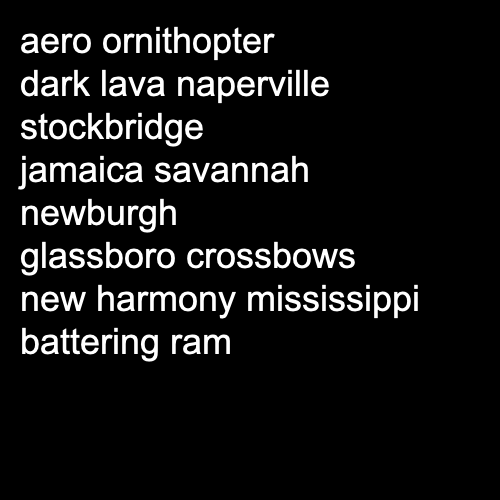 aero ornithopter
dark lava naperville
stockbridge
jamaica savannah
newburgh
glassboro crossbows
new harmony mississippi
battering ram